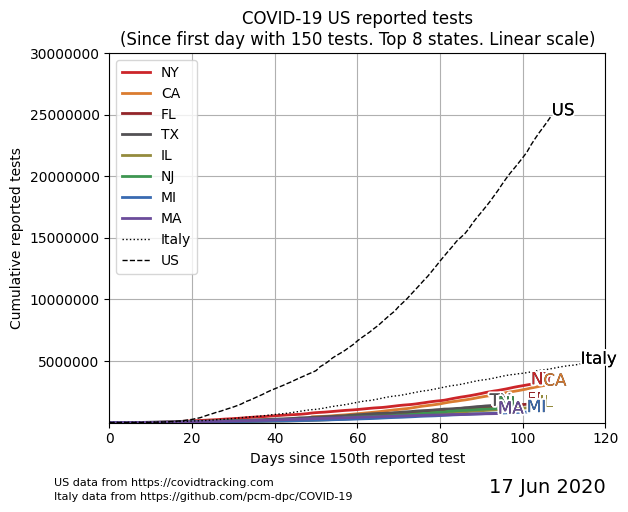 COVID-19 US reported tests
(Since first day with 150 tests. Top 8 states. Linear scale)
30000000
25000000
20000000
15000000
10000000
5000000
0
20
40
60
80
100
120
Cumulative reported tests
Days since 150th reported test
NY
CA
FL
TX
IL
NJ
MI
MA
Italy
US
US
Italy
CA
MI
MA
US data from https://covidtracking.com
Italy data from https://github.com/pcm-dpc/COVID-19
17 Jun 2020